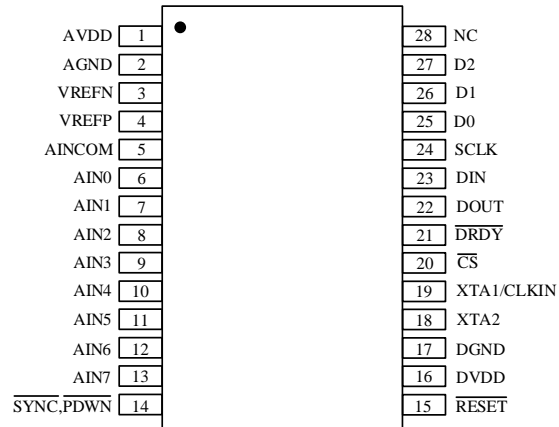 AVDD 1 28 NC
AGND 2 27 D2
VREFN 3 26 D1
VREFP 4 25 D0
AINCOM 5 24 SCLK
AIN0 6 23 DIN
AIN1 7 22 DOUT
AIN2 8 21 DRDY
AIN3 9 20 CS
AIN4 10 19 XTA1/CLKIN
AIN5 11 18 XTA2
AIN6 12 17 DGND
AIN7 13 16 DVDD
SYNC,PDWN 14 15 RESET